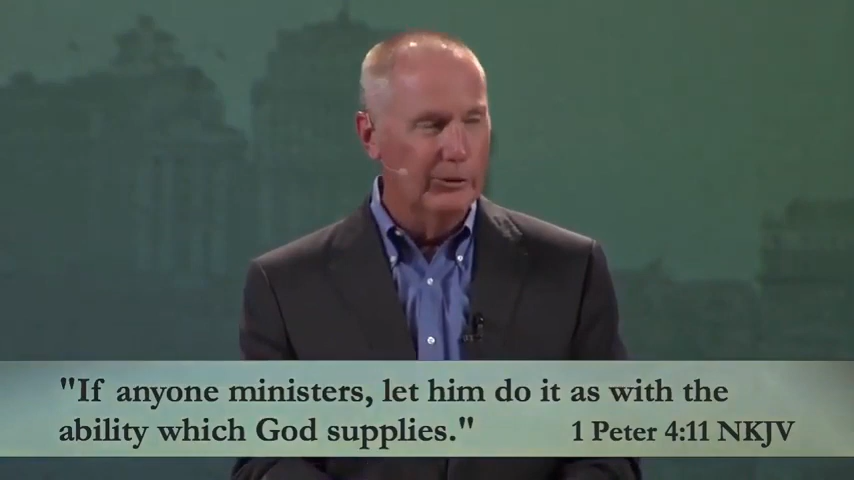 "If anyone ministers, let him do it as with the
ability which God supplies." 1 Peter 4:11 NKJV